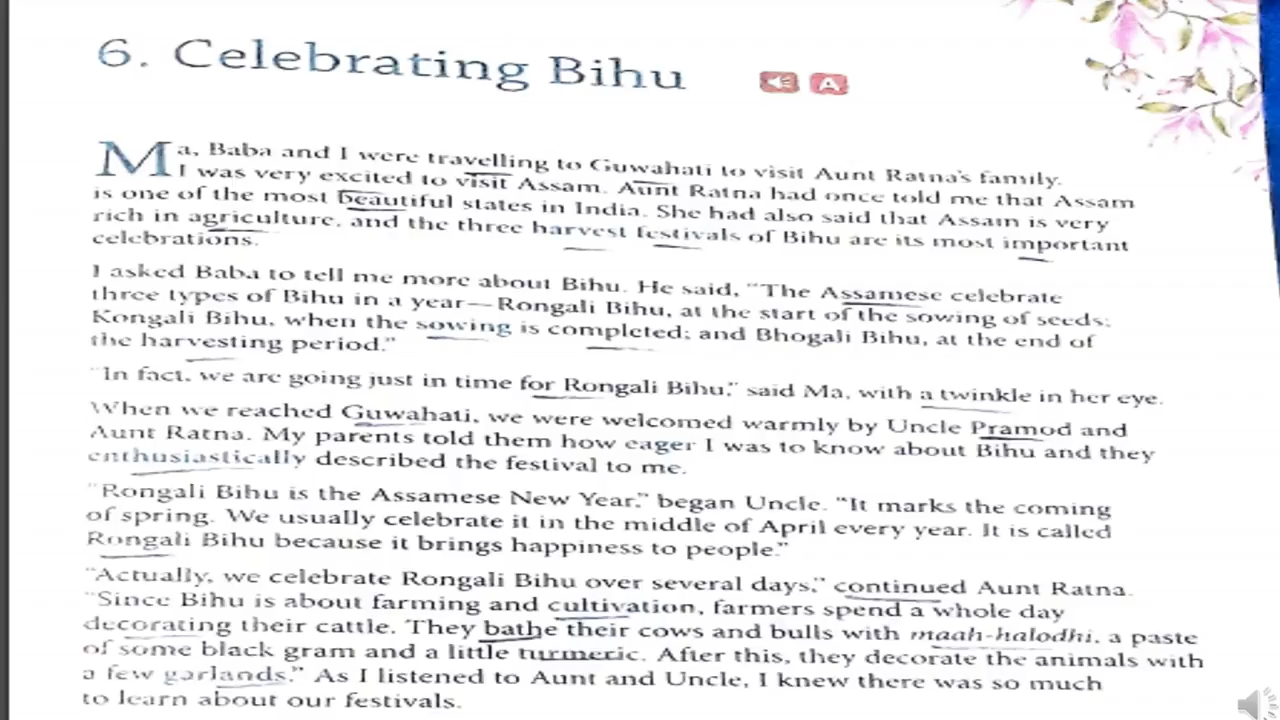 6. Celebrating Bihu
A
Ma, Baba and I were travelling to Guwahati to visit Aunt Ratna's family.
I was very excited to visit Assam. Aunt Ratna had once told me that Assam
is one of the most beautiful states in India. She had also said that Assam is very
rich in agriculture, and the three harvest festivals of Bihu are its most important
celebrations.
I asked Baba to tell me more about Bihu. He said, "The Assamese celebrate
three types of Bihu in a year—Rongali Bihu, at the start of the sowing of seeds;
Kongali Bihu, when the sowing is completed; and Bhogali Bihu, at the end of
the harvesting period."
"In fact, we are going just in time for Rongali Bihu," said Ma, with a twinkle in her eye.
When we reached Guwahati, we were welcomed warmly by Uncle Pramod and
Aunt Ratna. My parents told them how eager I was to know about Bihu and they
enthusiastically described the festival to me.
"Rongali Bihu is the Assamese New Year," began Uncle. "It marks the coming
of spring. We usually celebrate it in the middle of April every year. It is called
Rongali Bihu because it brings happiness to people."
"Actually, we celebrate Rongali Bihu over several days," continued Aunt Ratna.
"Since Bihu is about farming and cultivation, farmers spend a whole day
decorating their cattle. They bathe their cows and bulls with maah-halodhi, a paste
of some black gram and a little turmeric. After this, they decorate the animals with
a few garlands." As I listened to Aunt and Uncle, I knew there was so much
to learn about our festivals.